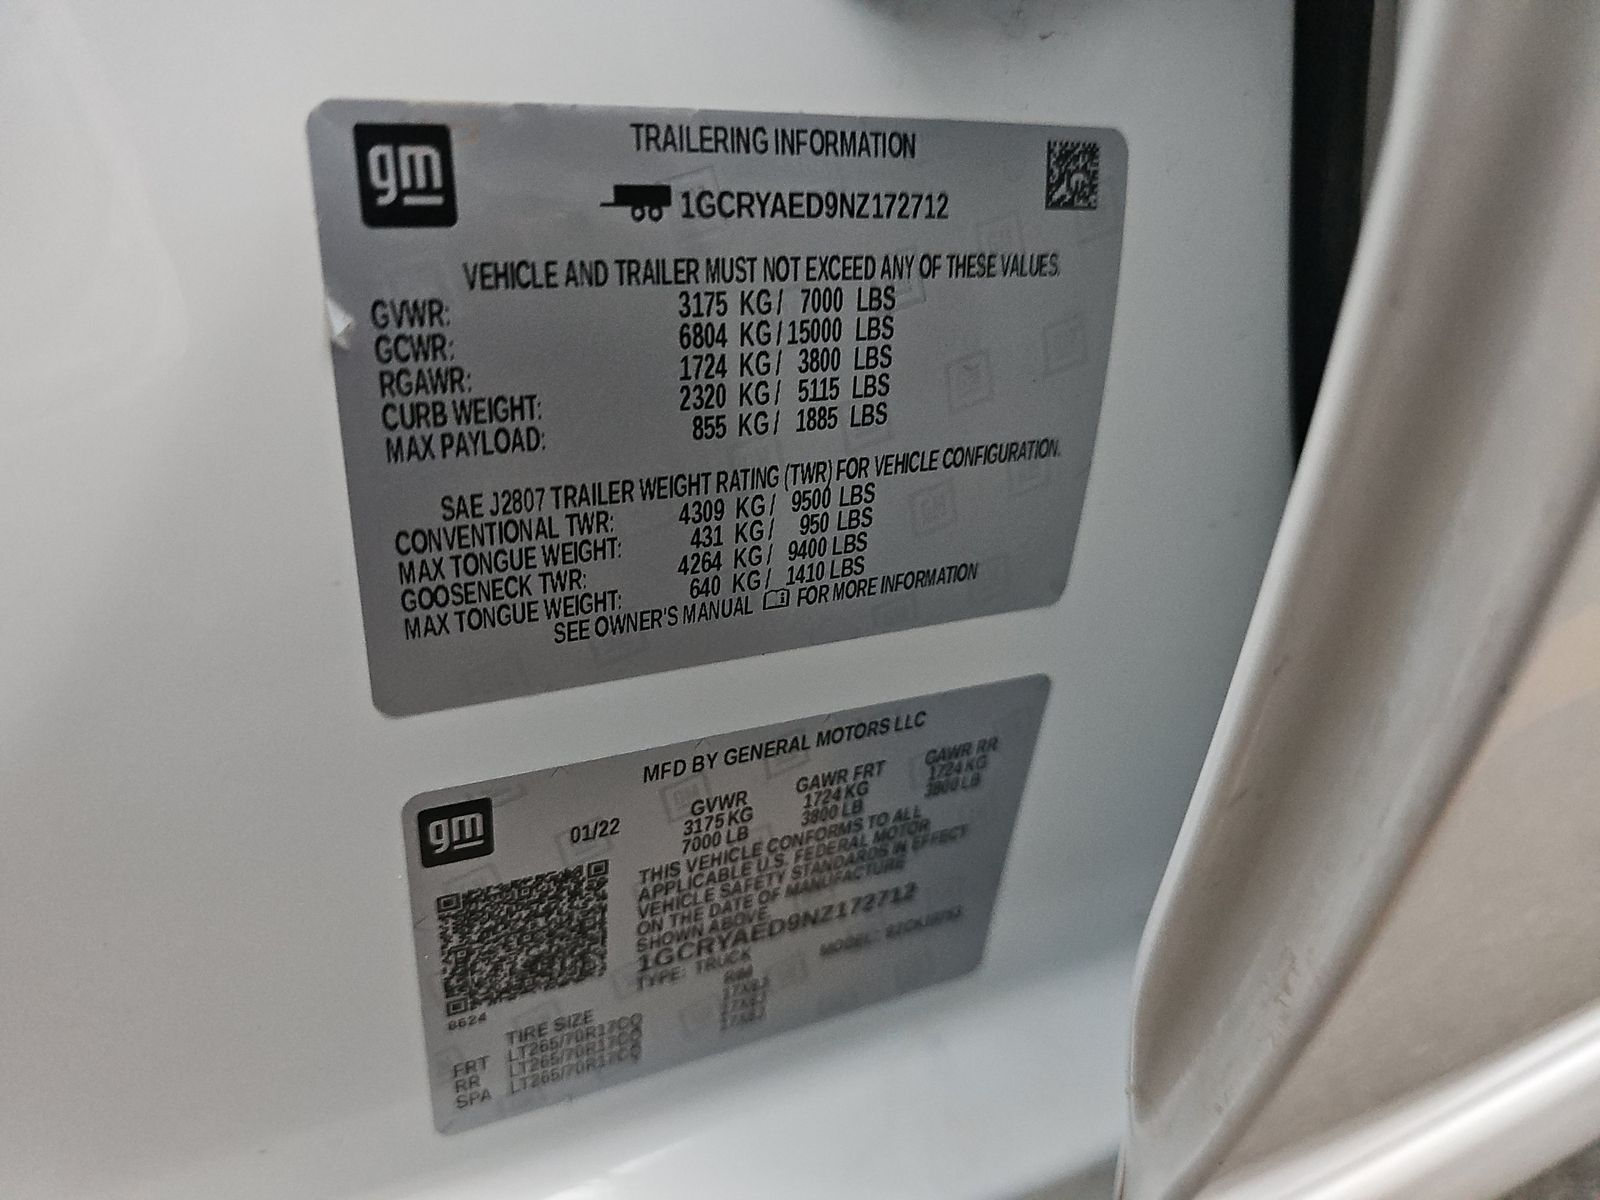 gm
TRAILERING INFORMATION
1GCRYAED9NZ172712
VEHICLE AND TRAILER MUST NOT EXCEED ANY OF THESE VALUES.
GVWR: 3175 KG/ 7000 LBS
GCWR: 6804 KG/15000 LBS
RGAWR: 1724 KG/ 3800 LBS
CURB WEIGHT: 2320 KG/ 5115 LBS
MAX PAYLOAD: 855 KG/ 1885 LBS
SAE J2807 TRAILER WEIGHT RATING (TWR) FOR VEHICLE CONFIGURATION.
CONVENTIONAL TWR: 4309 KG/ 9500 LBS
MAX TONGUE WEIGHT: 431 KG/ 950 LBS
GOOSENECK TWR: 4264 KG/ 9400 LBS
MAX TONGUE WEIGHT: 640 KG/ 1410 LBS
SEE OWNER'S MANUAL FOR MORE INFORMATION
MFD BY GENERAL MOTORS LLC
gm
01/22
GVWR GAWR FRT GAWR RR
3175 KG 1724 KG 1724 KG
7000 LB 3800 LB 3800 LB
THIS VEHICLE CONFORMS TO ALL
APPLICABLE U.S. FEDERAL MOTOR
VEHICLE SAFETY STANDARDS IN EFFECT
ON THE DATE OF MANUFACTURE
SHOWN ABOVE.
1GCRYAED9NZ172712
TYPE: TRUCK MODEL:
8624
TIRE SIZE RIM
FRT LT265/70R17CQ 17X8J
RR LT265/70R17CQ 17X8J
SPA LT265/70R17CQ 17X8J